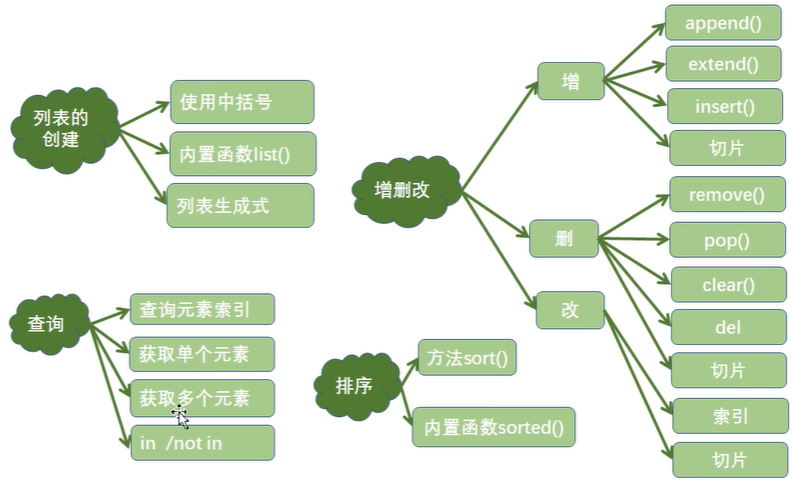 列表的
创建
使用中括号
内置函数list()
列表生成式
查询
查询元素索引
获取单个元素
获取多个元素
in  /not in
增删改
增
append()
extend()
insert()
切片
删
remove()
pop()
clear()
del
切片
改
索引
切片
排序
方法sort()
内置函数sorted()